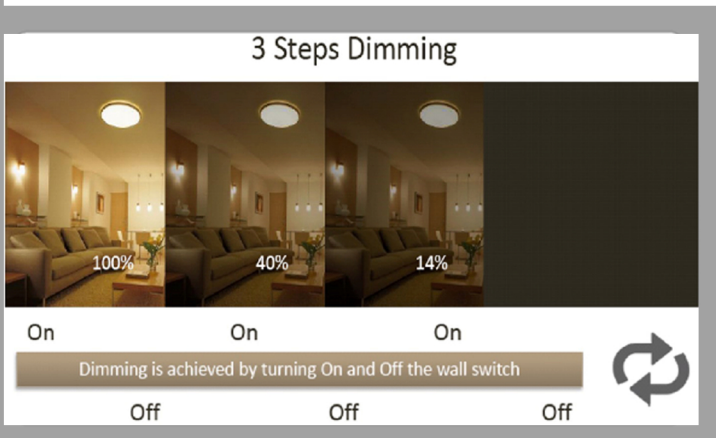 3 Steps Dimming
100% 40% 14%
On On On
Dimming is achieved by turning On and Off the wall switch
Off Off Off